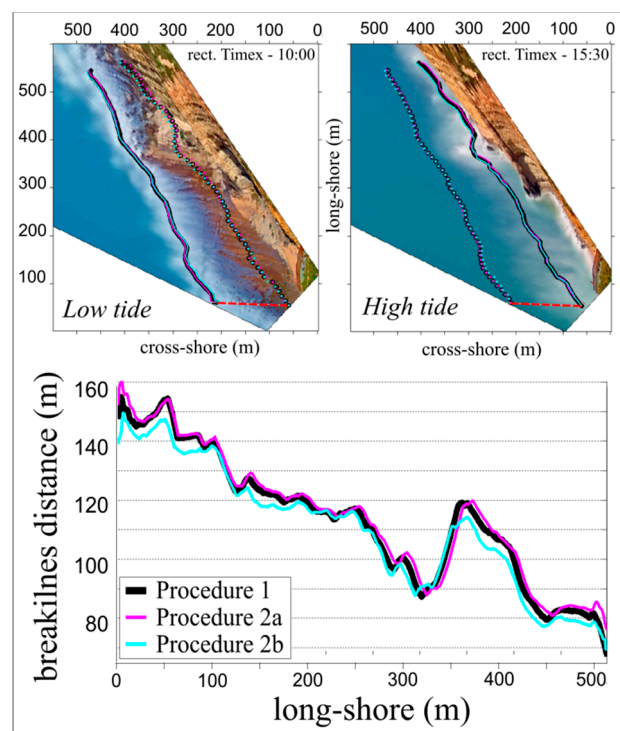 500 400 300 200 100 0
500 400 300 200 100 0
rect. Timex - 10:00
rect. Timex - 15:30
500
400
300
200
100
long-shore (m)
Low tide
High tide
cross-shore (m)
cross-shore (m)
breakilnes distance (m)
160
140
120
100
80
Procedure 1
Procedure 2a
Procedure 2b
0 100 200 300 400 500
long-shore (m)